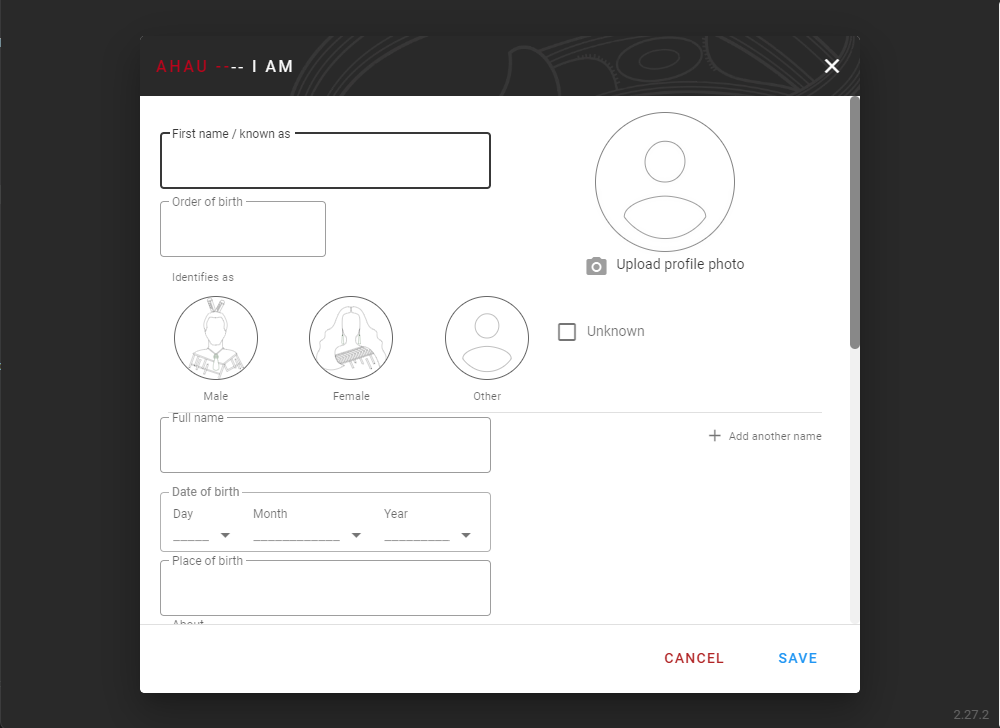 AHAU ---- I AM
First name / known as
Order of birth
Upload profile photo
Identifies as
Unknown
Male
Female
Other
Full name
Add another name
Date of birth
Day
Month
Year
Place of birth
About
CANCEL
SAVE
2.27.2